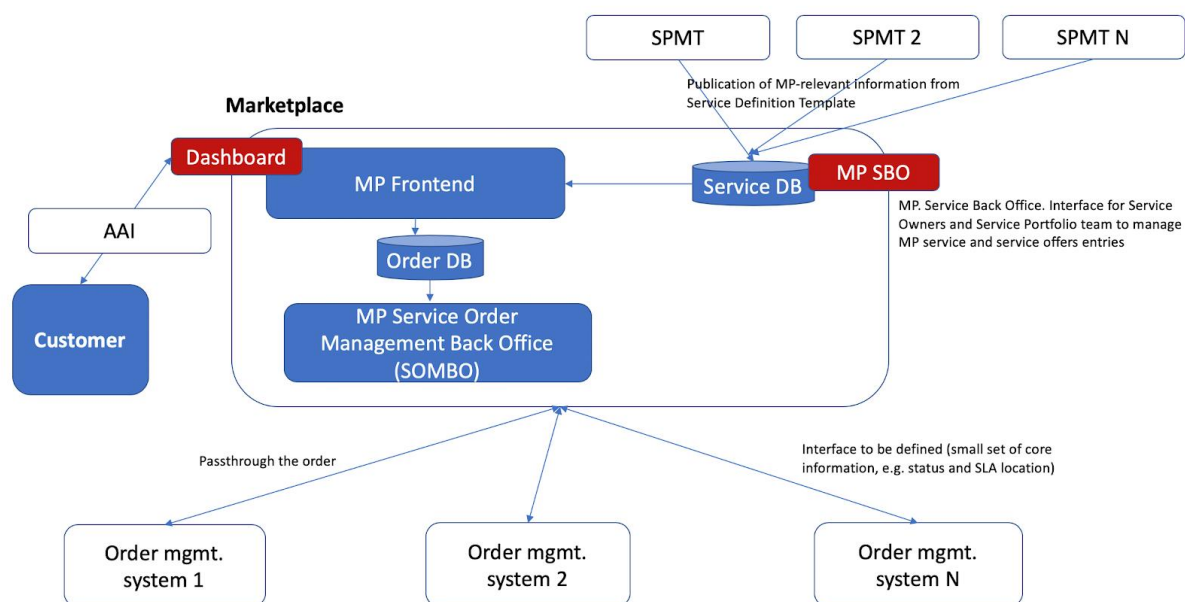 SPMT
SPMT 2
SPMT N
Publication of MP-relevant information from
Service Definition Template
Marketplace
Dashboard
MP Frontend
Service DB
MP SBO
MP. Service Back Office. Interface for Service
Owners and Service Portfolio team to manage
MP service and service offers entries
AAI
Order DB
Customer
MP Service Order
Management Back Office
(SOMBO)
Passthrough the order
Interface to be defined (small set of core
information, e.g. status and SLA location)
Order mgmt.
system 1
Order mgmt.
system 2
Order mgmt.
system N